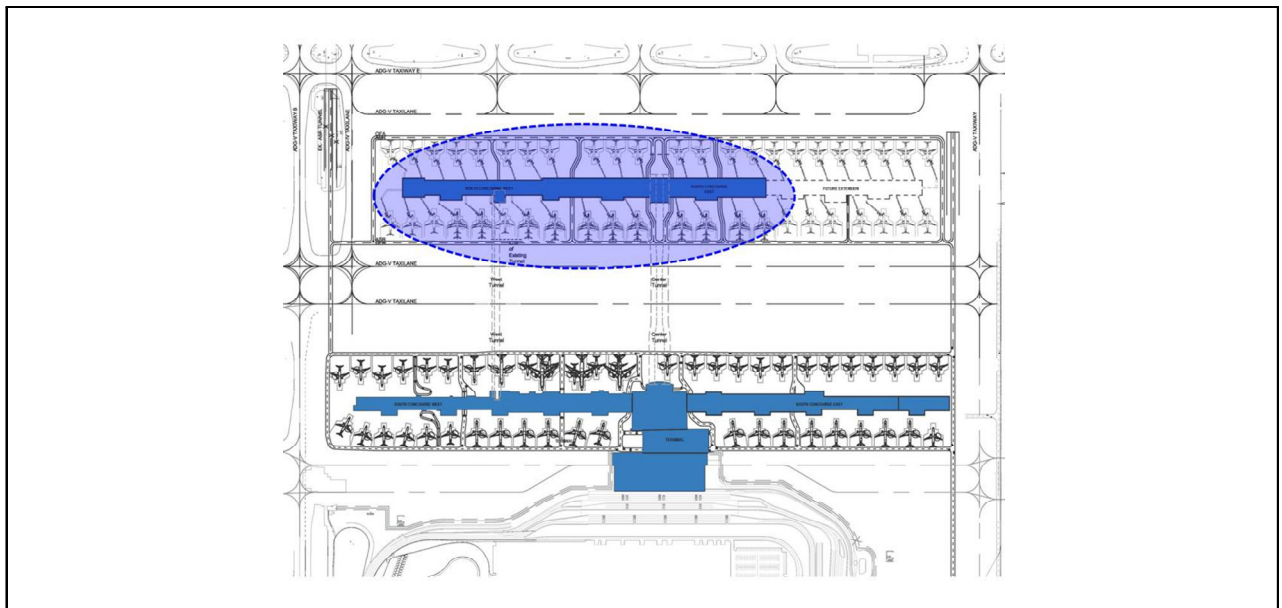 ADG-V TAXIWAY E
ADG-V TAXILANE
ADG-V TAXIWAY B
EX. ASR TUNNEL
ADG-IV TAXILANE
ADG-V TAXIWAY
NORTH CONCOURSE WEST
NORTH CONCOURSE
EAST
FUTURE EXTENSION
of
Existing
Tunnel
ADG-V TAXILANE
West
Tunnel
Center
Tunnel
ADG-V TAXILANE
West
Tunnel
Center
Tunnel
SOUTH CONCOURSE WEST
SOUTH CONCOURSE EAST
TERMINAL